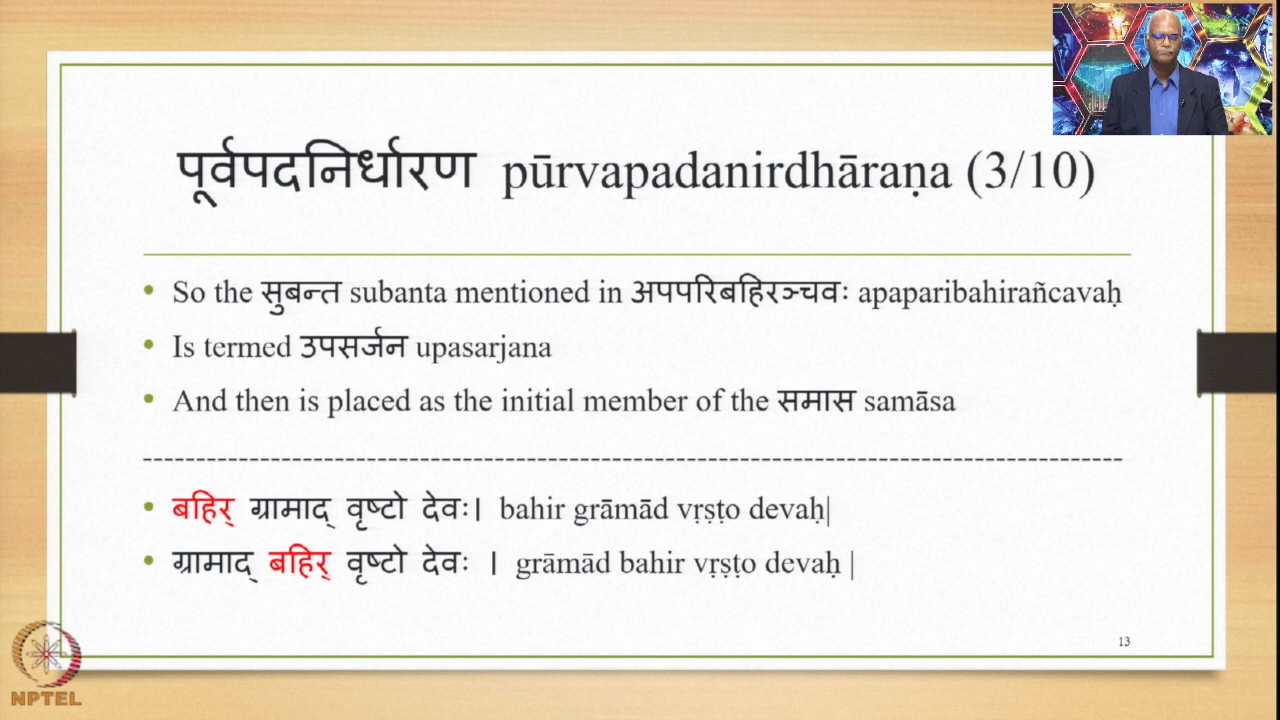 पूर्वपदनिर्धारण pūrvapadanirdhāraṇa (3/10)
• So the सुबन्त subanta mentioned in अपपरिबहिरञ्चवः apaparibahirañcavaḥ
• Is termed उपसर्जन upasarjana
• And then is placed as the initial member of the समास samāsa
--------------------------------------------------------------------------------------------
• बहिर् ग्रामाद् वृष्टो देवः। bahir grāmād vṛṣṭo devaḥ|
• ग्रामाद् बहिर् वृष्टो देवः । grāmād bahir vṛṣṭo devaḥ |
13
NPTEL